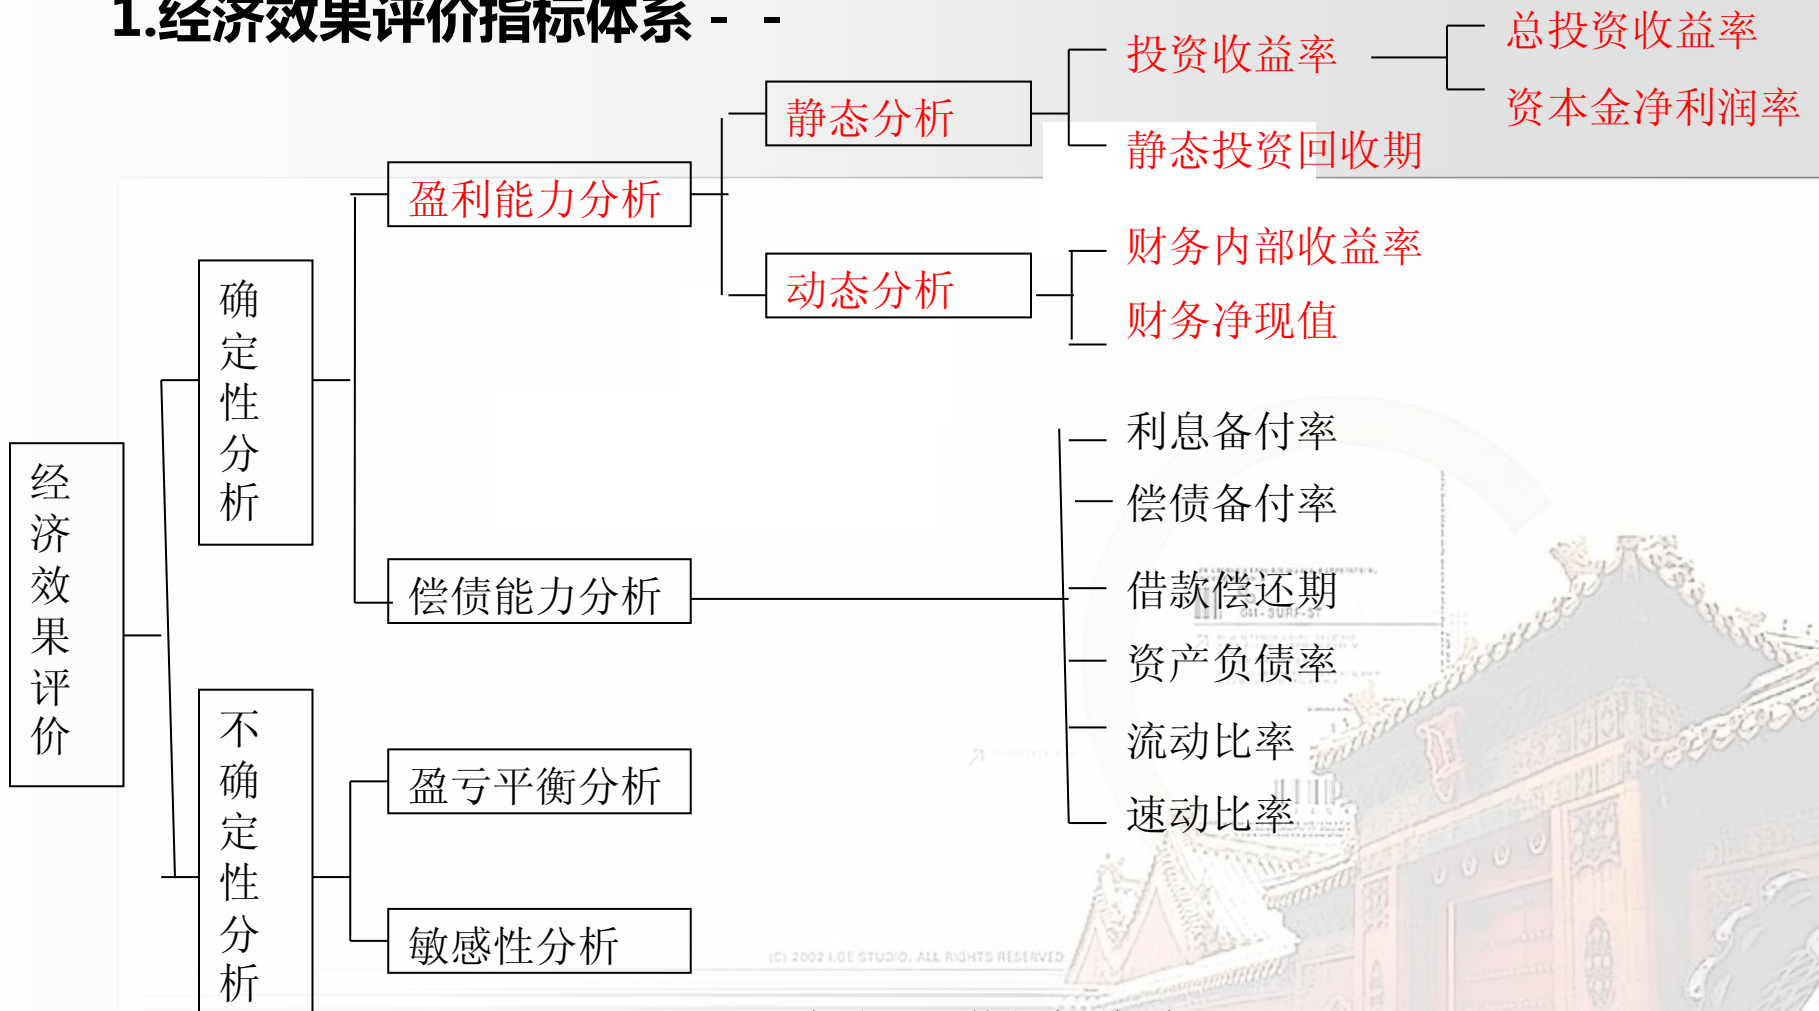 1.经济效果评价指标体系 - -
经济效果评价
确定性分析
盈利能力分析
静态分析
投资收益率
总投资收益率
资本金净利润率
静态投资回收期
动态分析
财务内部收益率
财务净现值
偿债能力分析
利息备付率
偿债备付率
借款偿还期
资产负债率
流动比率
速动比率
不确定性分析
盈亏平衡分析
敏感性分析
(C) 2002 LGE STUDIO. ALL RIGHTS RESERVED